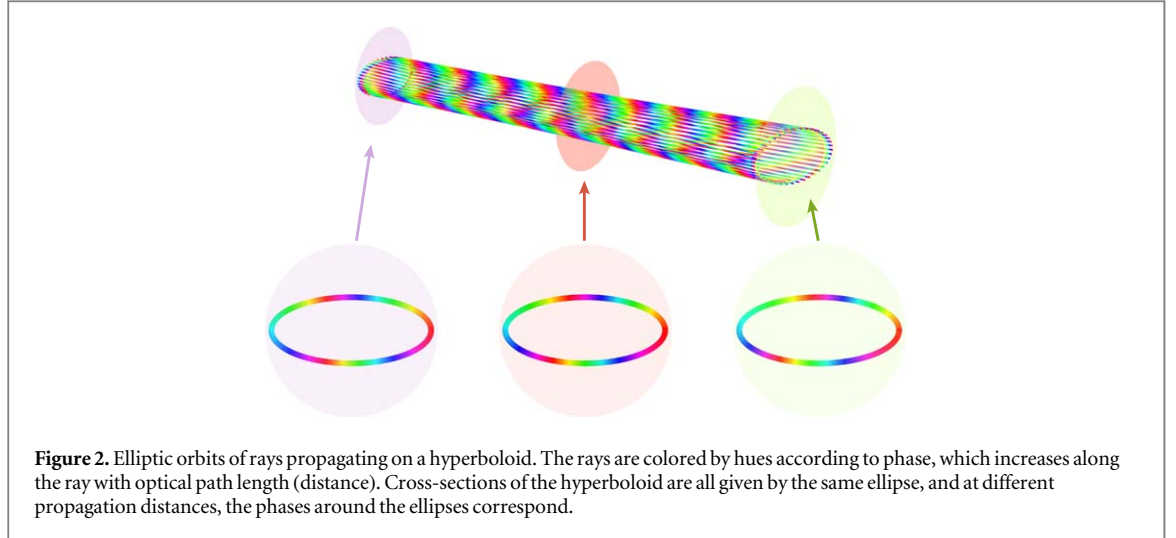 Figure 2. Elliptic orbits of rays propagating on a hyperboloid. The rays are colored by hues according to phase, which increases along
the ray with optical path length (distance). Cross-sections of the hyperboloid are all given by the same ellipse, and at different
propagation distances, the phases around the ellipses correspond.